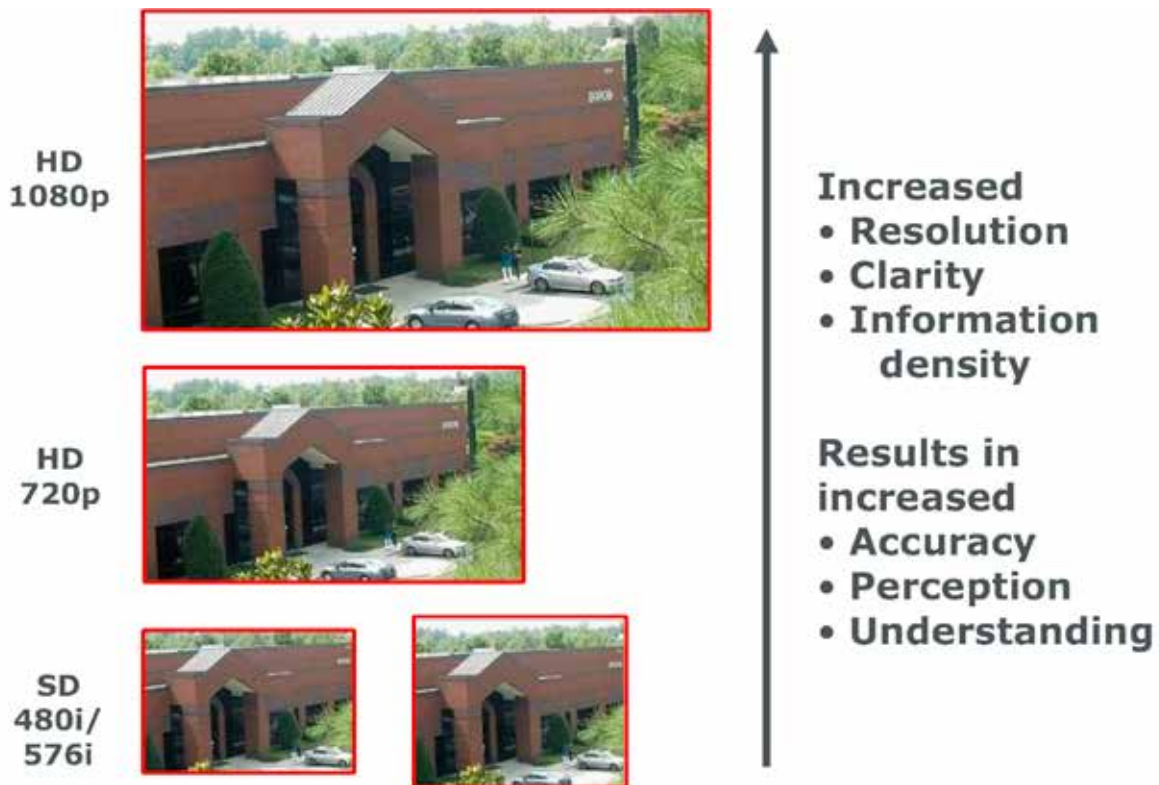 HD
1080p
HD
720p
SD
480i/
576i
Increased
• Resolution
• Clarity
• Information
density
Results in
increased
• Accuracy
• Perception
• Understanding